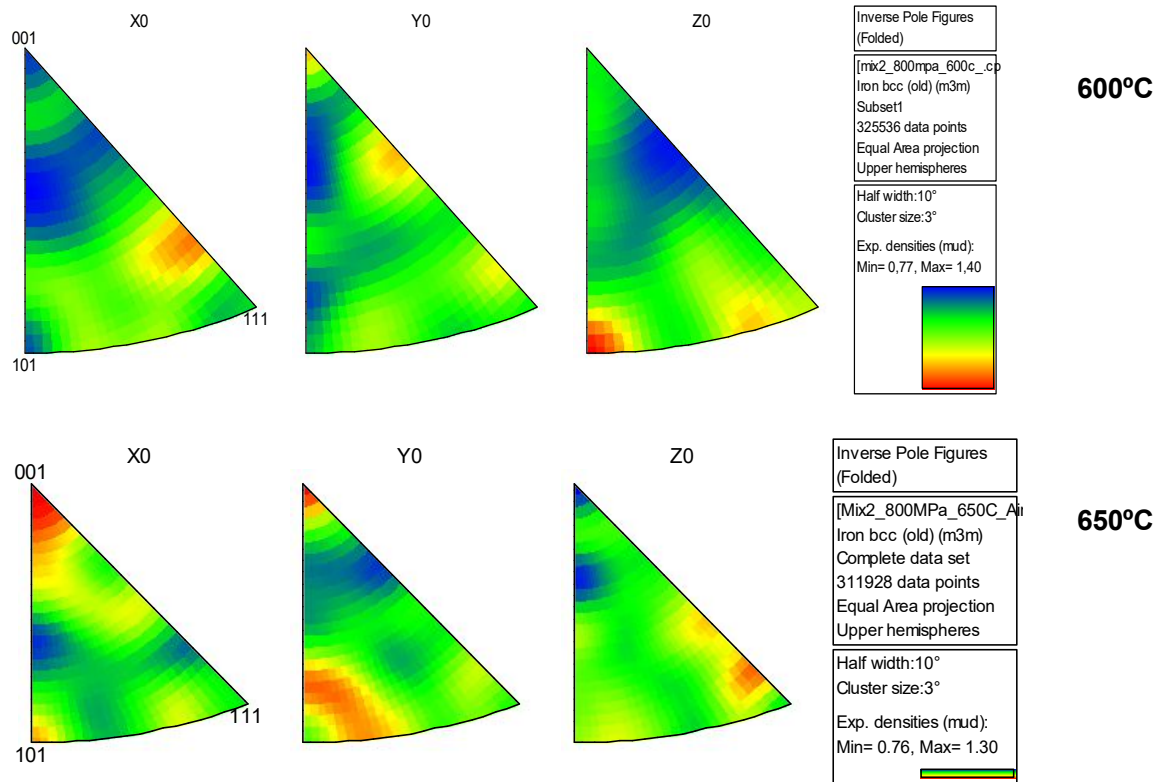 X0
Y0
Z0
001
111
101
Inverse Pole Figures
(Folded)
[mix2_800mpa_600c_.cp
Iron bcc (old) (m3m)
Subset1
325536 data points
Equal Area projection
Upper hemispheres
Half width:10°
Cluster size:3°
Exp. densities (mud):
Min= 0,77, Max= 1,40
600ºC
X0
Y0
Z0
001
111
101
Inverse Pole Figures
(Folded)
[Mix2_800MPa_650C_Air
Iron bcc (old) (m3m)
Complete data set
311928 data points
Equal Area projection
Upper hemispheres
Half width:10°
Cluster size:3°
Exp. densities (mud):
Min= 0.76, Max= 1.30
650ºC